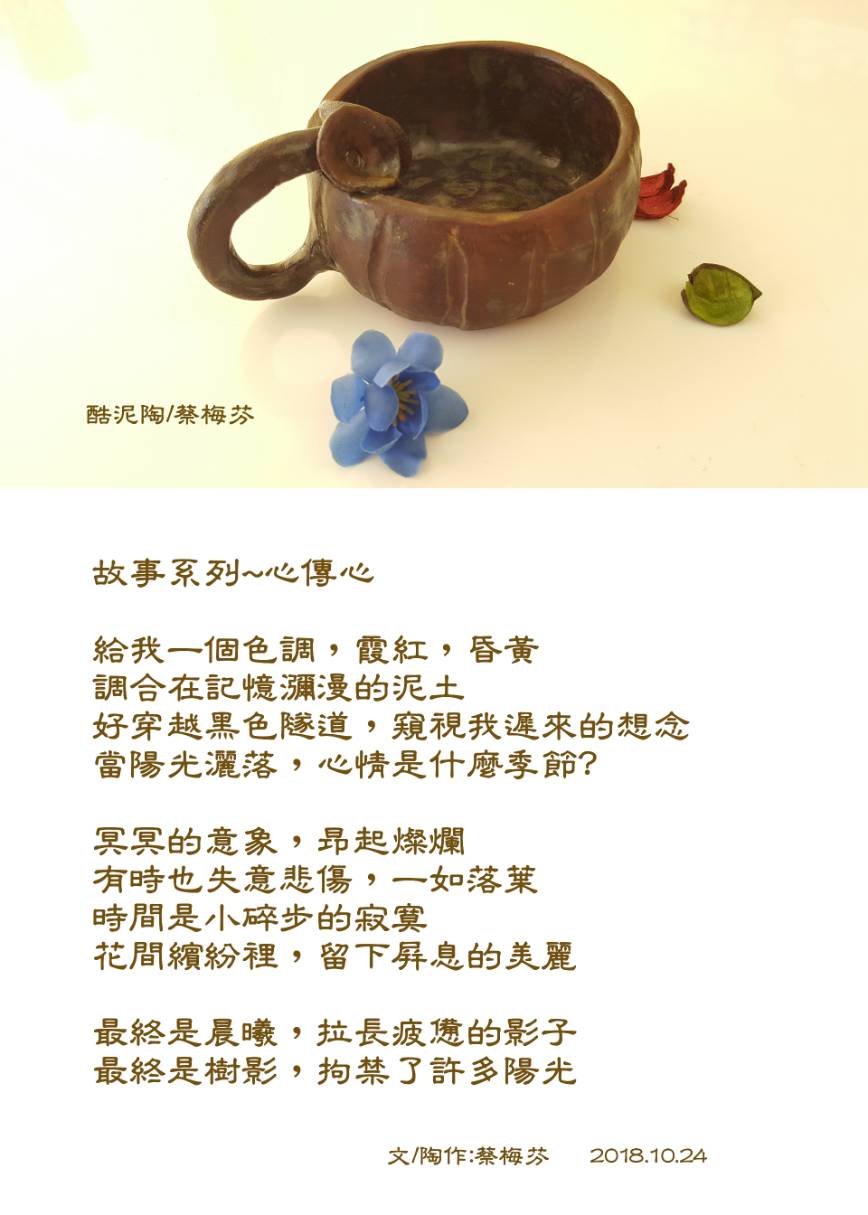 酷泥陶/蔡梅芬
故事系列~心傳心
給我一個色調，霞紅，昏黃
調合在記憶瀰漫的泥土
好穿越黑色隧道，窺視我遲來的想念
當陽光灑落，心情是什麼季節?
冥冥的意象，昂起燦爛
有時也失意悲傷，一如落葉
時間是小碎步的寂寞
花間繽紛裡，留下屏息的美麗
最終是晨曦，拉長疲憊的影子
最終是樹影，拘禁了許多陽光
文/陶作:蔡梅芬 2018.10.24